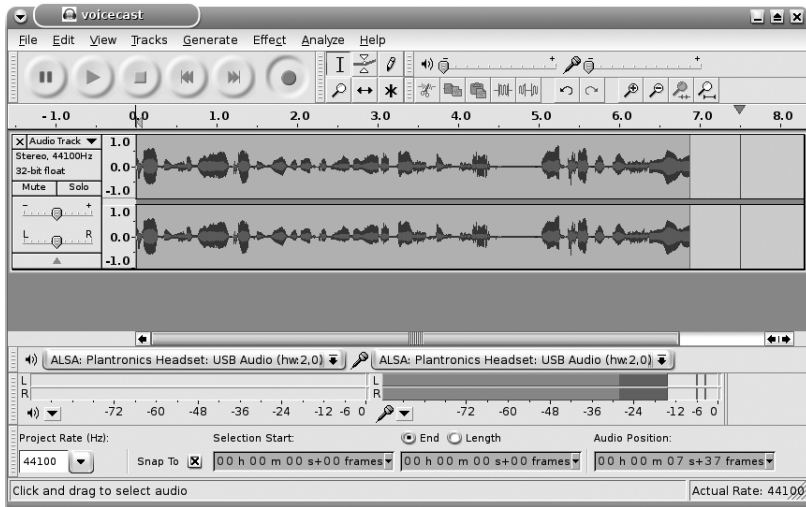 voicecast
File Edit View Tracks Generate Effect Analyze Help
- 1.0 0.0 1.0 2.0 3.0 4.0 5.0 6.0 7.0 8.0
X Audio Track
Stereo, 44100Hz
32-bit float
Mute Solo
- +
L R
1.0
0.0
-1.0
1.0
0.0
-1.0
ALSA: Plantronics Headset: USB Audio (hw:2,0) ALSA: Plantronics Headset: USB Audio (hw:2,0)
L L
R R
-72 -60 -48 -36 -24 -12 -6 0 -72 -60 -48 -36 -24 -12 -6 0
Project Rate (Hz): Selection Start: End Length Audio Position:
44100 Snap To X 00 h 00 m 00 s+00 frames 00 h 00 m 00 s+00 frames 00 h 00 m 07 s+37 frames
Click and drag to select audio Actual Rate: 44100